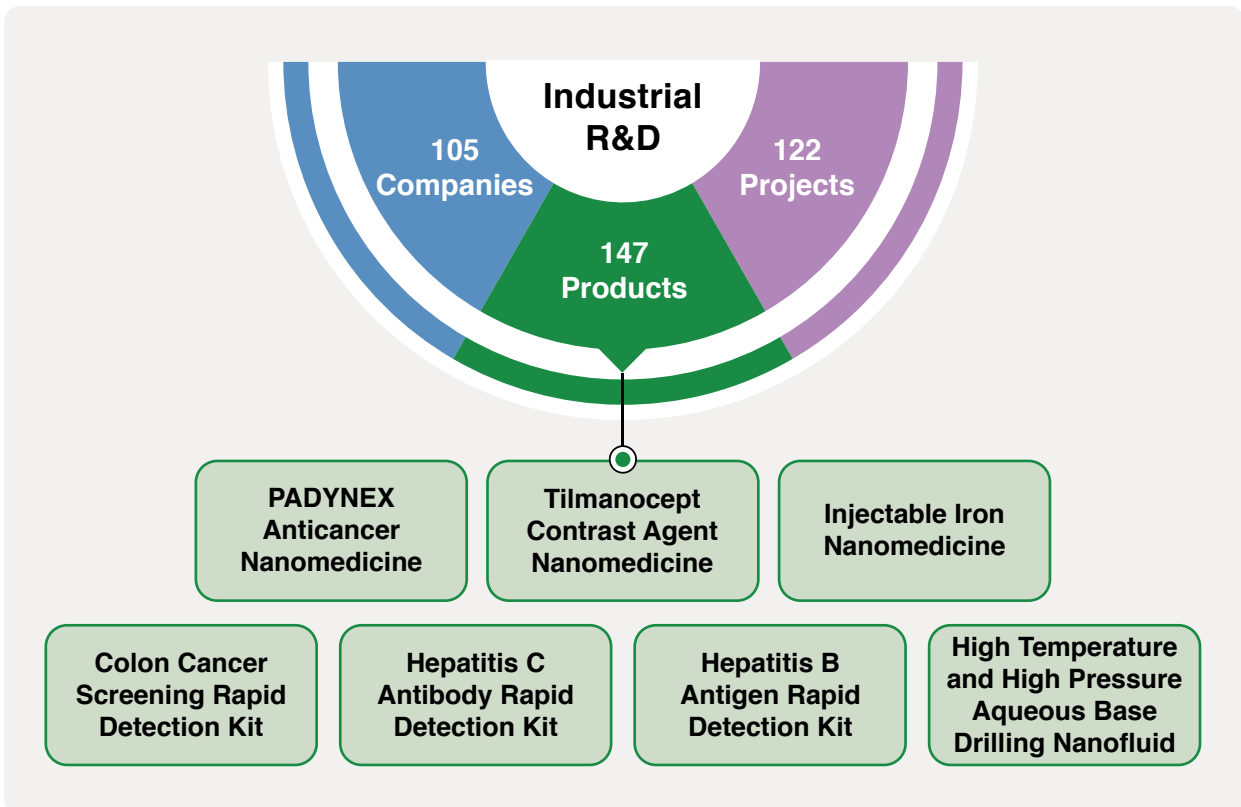 Industrial
R&D
105
Companies
147
Products
122
Projects
PADYNEX
Anticancer
Nanomedicine
Tilmanocept
Contrast Agent
Nanomedicine
Injectable Iron
Nanomedicine
Colon Cancer
Screening Rapid
Detection Kit
Hepatitis C
Antibody Rapid
Detection Kit
Hepatitis B
Antigen Rapid
Detection Kit
High Temperature
and High Pressure
Aqueous Base
Drilling Nanofluid